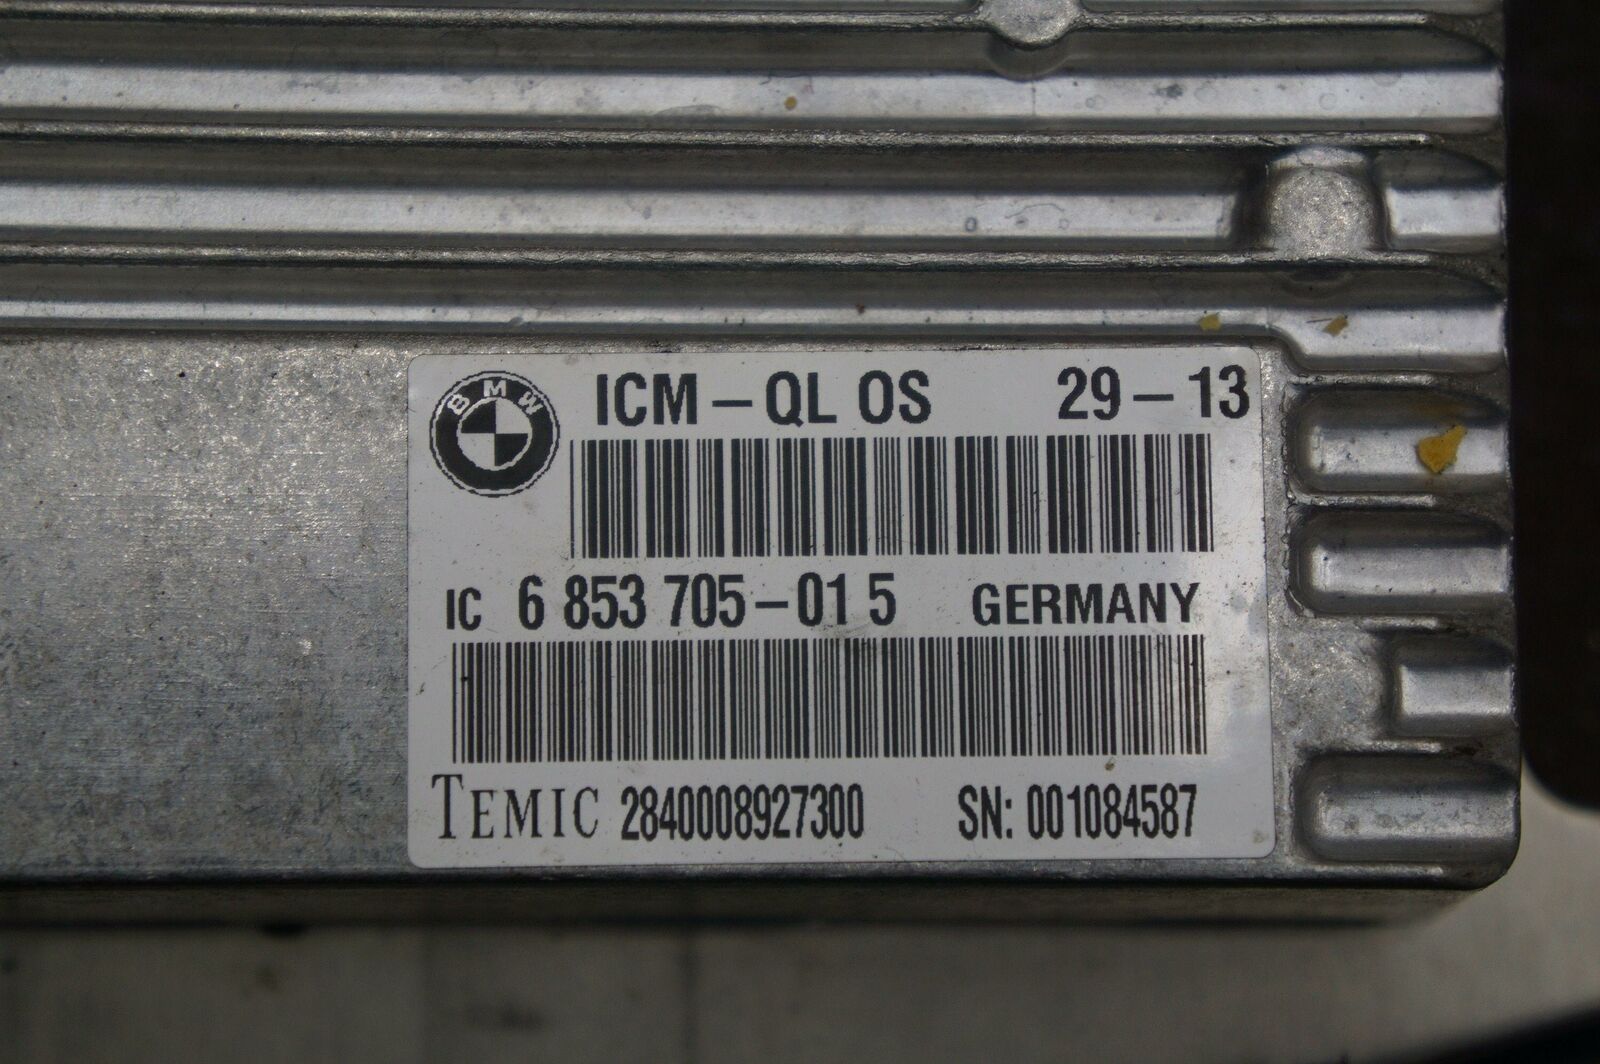 BMW
ICM - QL OS 29 - 13
IC 6 853 705 - 01 5 GERMANY
TEMIC 2840008927300 SN: 001084587